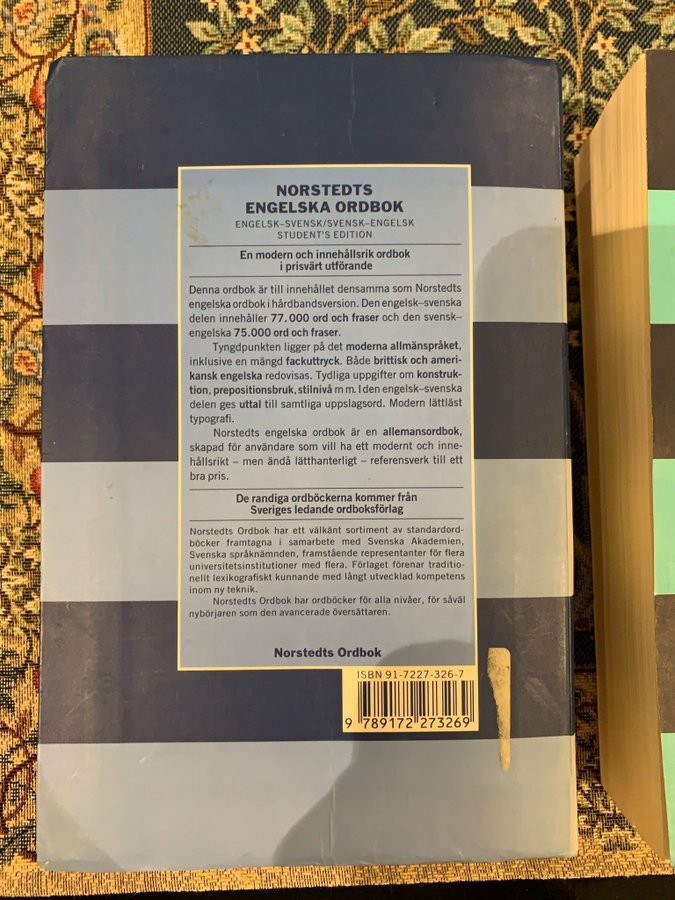 NORSTEDTS
ENGELSKA ORDBOK
ENGELSK–SVENSK/SVENSK–ENGELSK
STUDENT'S EDITION
En modern och innehållsrik ordbok
i prisvärt utförande
Denna ordbok är till innehållet densamma som Norstedts
engelska ordbok i hårdbandsversion. Den engelsk–svenska
delen innehåller 77.000 ord och fraser och den svensk–
engelska 75.000 ord och fraser.
Tyngdpunkten ligger på det moderna allmänspråket,
inklusive en mängd fackuttryck. Både brittisk och ameri-
kansk engelska redovisas. Tydliga uppgifter om konstruk-
tion, prepositionsbruk, stilnivå m m. I den engelsk–svenska
delen ges uttal till samtliga uppslagsord. Modern lättläst
typografi.
Norstedts engelska ordbok är en allemansordbok,
skapad för användare som vill ha ett modernt och inne-
hållsrikt – men ändå lätthanterligt – referensverk till ett
bra pris.
De randiga ordböckerna kommer från
Sveriges ledande ordboksförlag
Norstedts Ordbok har ett välkänt sortiment av standardord-
böcker framtagna i samarbete med Svenska Akademien,
Svenska språknämnden, framstående representanter för flera
universitetsinstitutioner med flera. Förlaget förenar traditio-
nellt lexikografiskt kunnande med långt utvecklad kompetens
inom ny teknik.
Norstedts Ordbok har ordböcker för alla nivåer, för såväl
nybörjaren som den avancerade översättaren.
Norstedts Ordbok
ISBN 91-7227-326-7
9 789172 273269